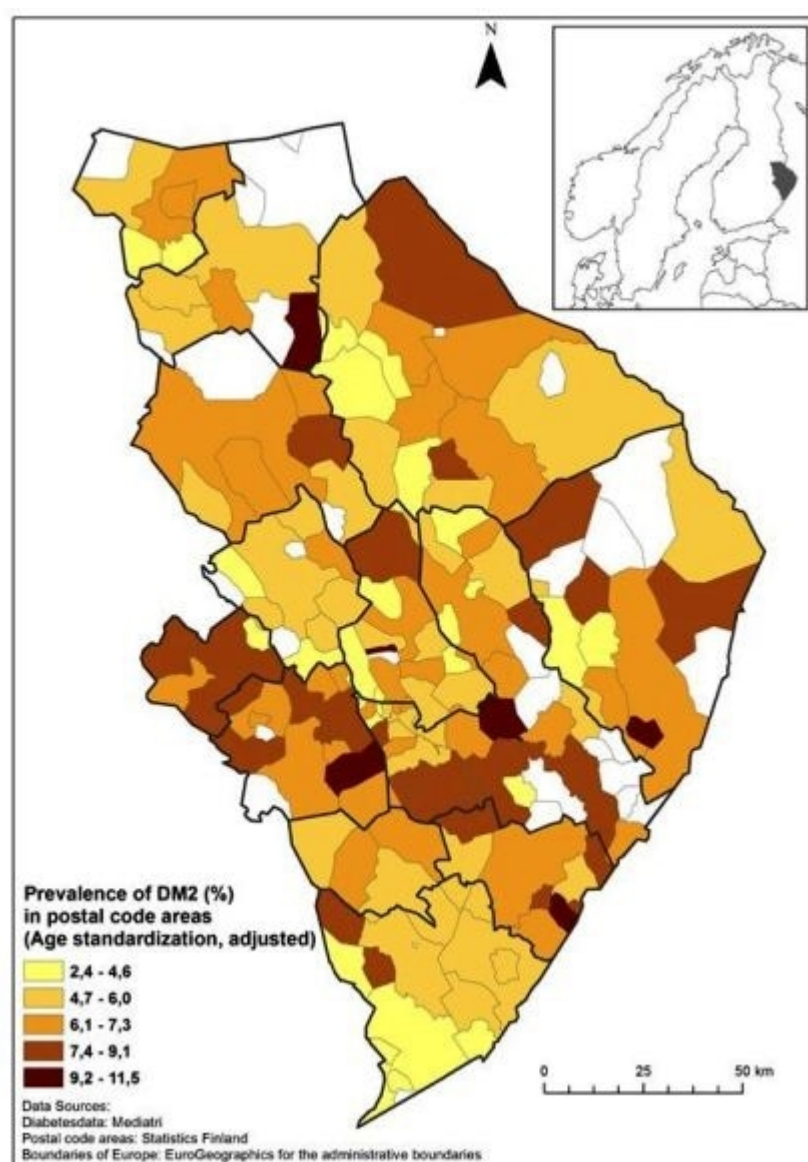 N
Prevalence of DM2 (%)
in postal code areas
(Age standardization, adjusted)
2,4 - 4,6
4,7 - 6,0
6,1 - 7,3
7,4 - 9,1
9,2 - 11,5
0 25 50 km
Data Sources:
Diabetesdata: Mediatri
Postal code areas: Statistics Finland
Boundaries of Europe: EuroGeographics for the administrative boundaries